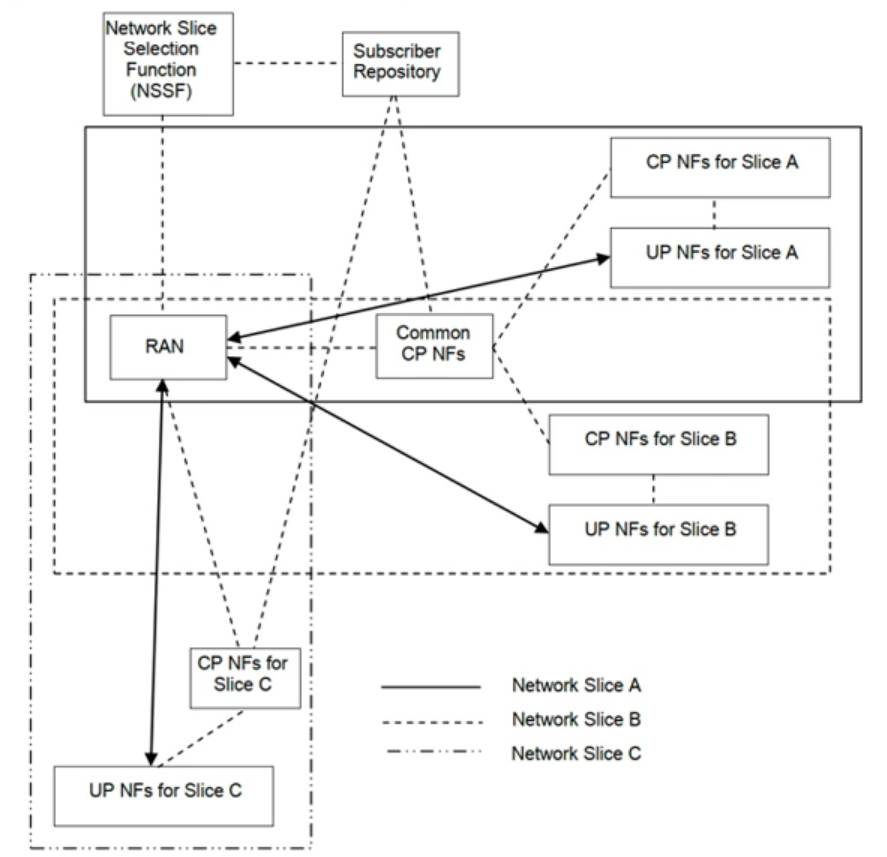 Network Slice
Selection
Function
(NSSF)
Subscriber
Repository
CP NFs for Slice A
UP NFs for Slice A
RAN
Common
CP NFs
CP NFs for Slice B
UP NFs for Slice B
CP NFs for
Slice C
UP NFs for Slice C
Network Slice A
Network Slice B
Network Slice C